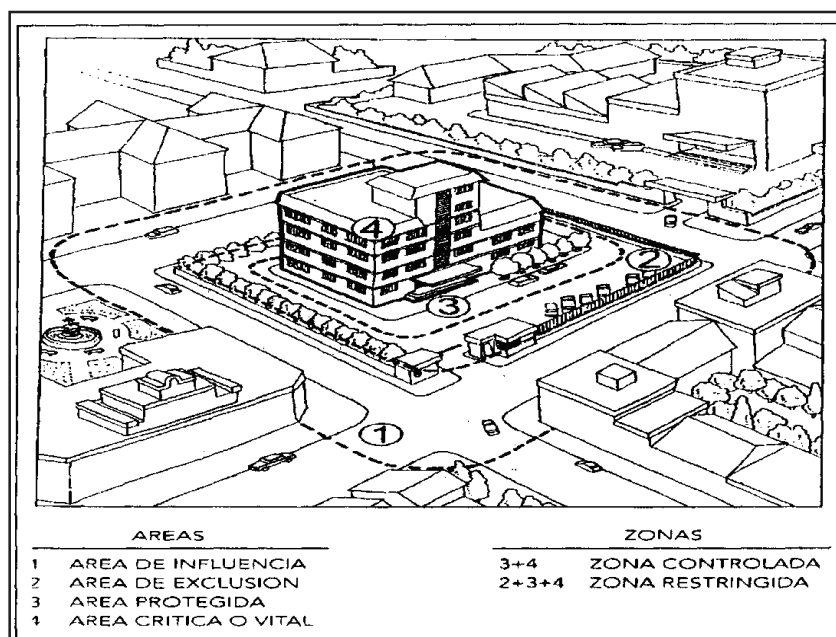 4
2
3
1
AREAS
1 AREA DE INFLUENCIA
2 AREA DE EXCLUSION
3 AREA PROTEGIDA
4 AREA CRITICA O VITAL
ZONAS
3+4 ZONA CONTROLADA
2+3+4 ZONA RESTRINGIDA